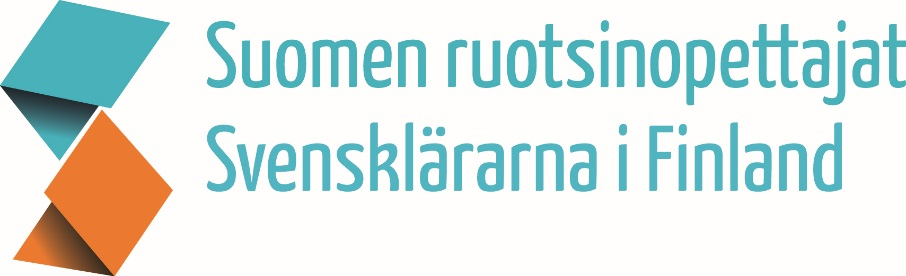 Suomen ruotsinopettajat
Svensklärarna i Finland